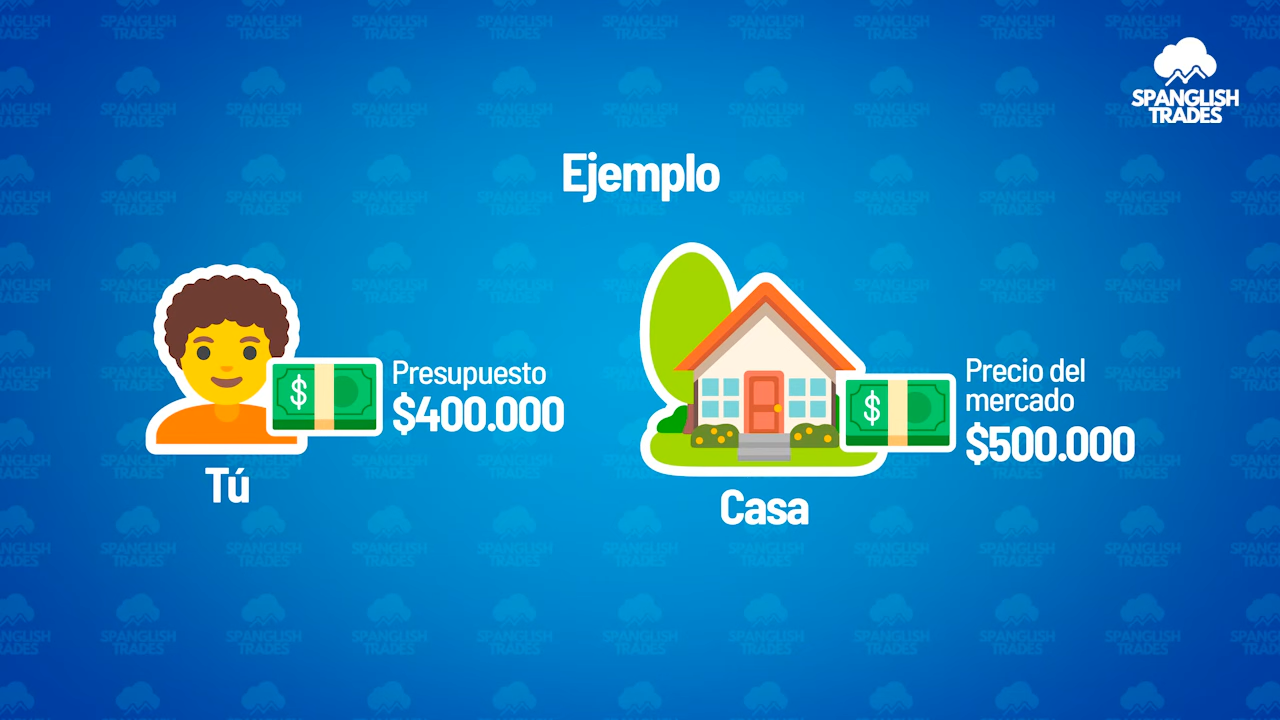 SPANGLISH
TRADES
Ejemplo
Presupuesto
$400.000
Tú
Precio del
mercado
$500.000
Casa